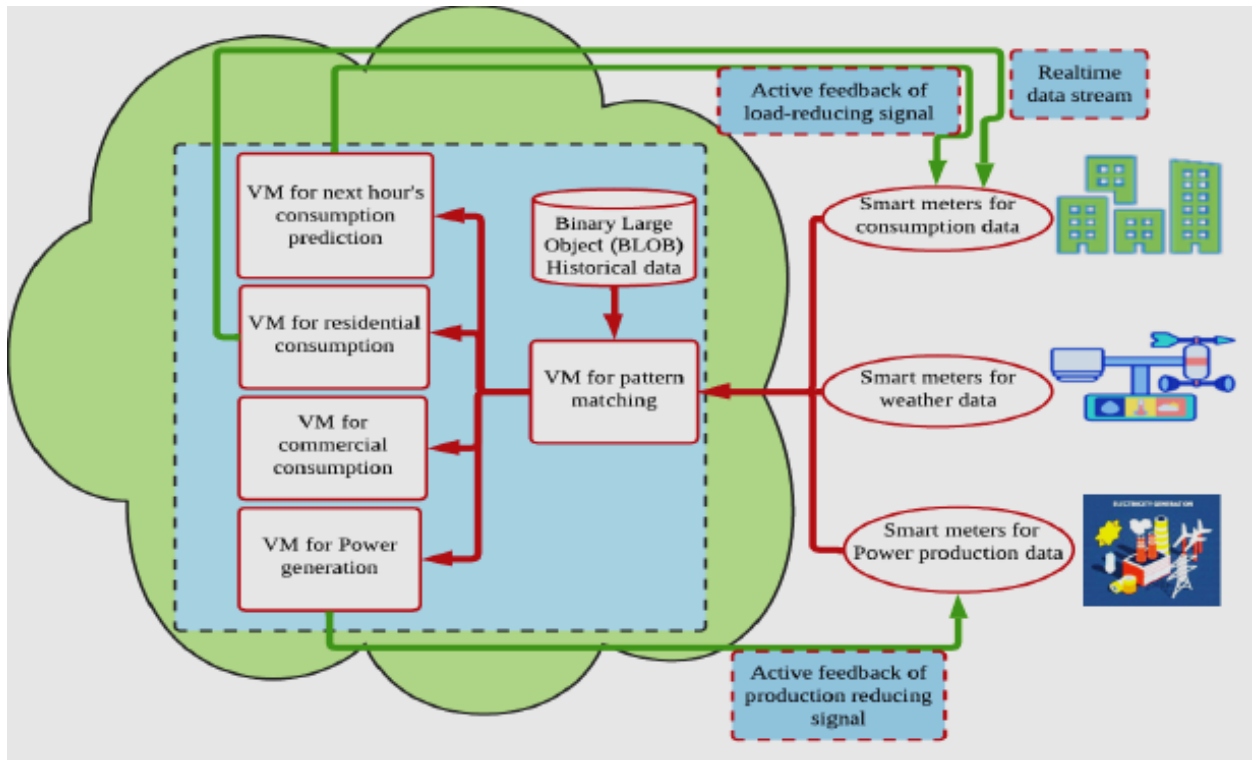 Active feedback of
load-reducing signal
Realtime
data stream
VM for next hour's
consumption
prediction
Binary Large
Object (BLOB)
Historical data
Smart meters for
consumption data
VM for residential
consumption
VM for pattern
matching
Smart meters for
weather data
VM for
commercial
consumption
VM for Power
generation
ELECTRICITY GENERATION
Smart meters for
Power production data
Active feedback of
production reducing
signal